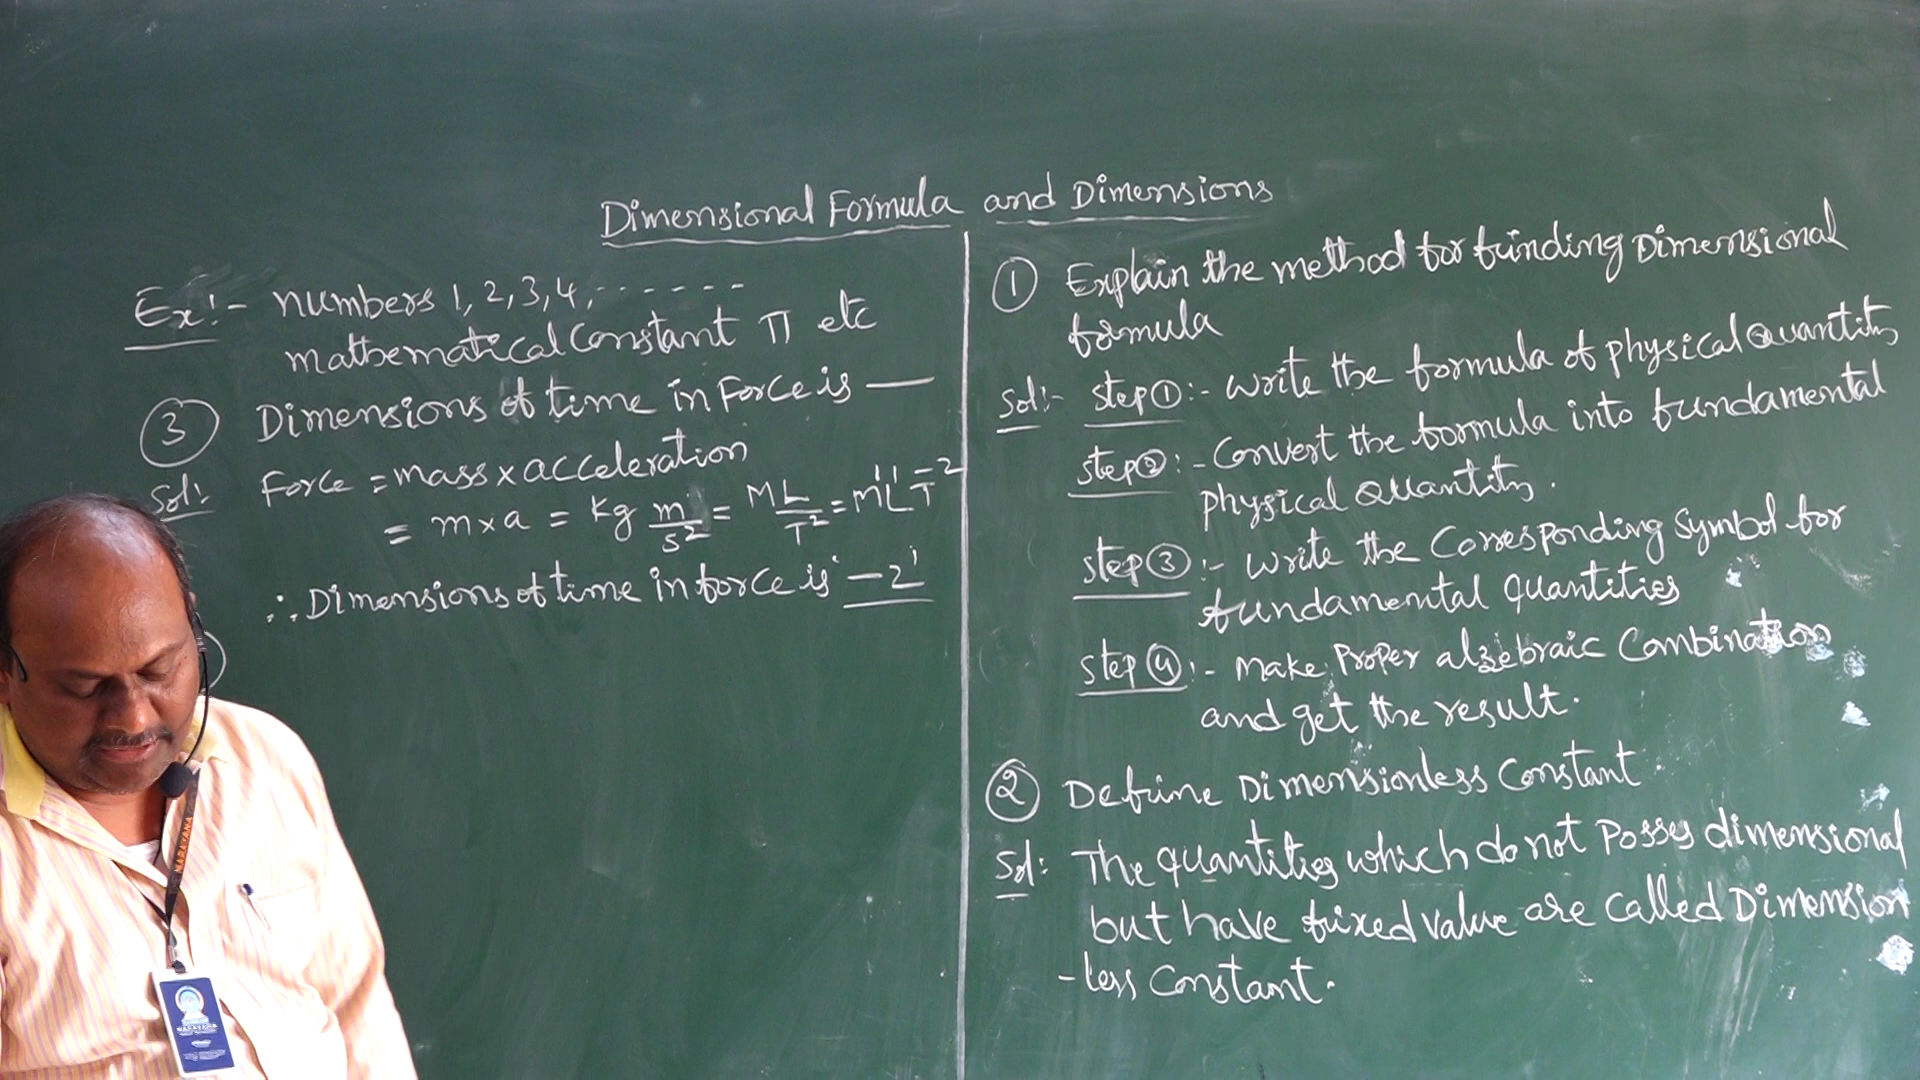 Dimensional Formula and Dimensions
① Explain the method for finding Dimensional
formula
Sol:- step①:- Write the formula of physical Quantity
step②:- Convert the formula into fundamental
physical Quantity.
step③:- Write the Corresponding Symbol for
fundamental Quantities
step④:- Make Proper algebraic Combination
and get the result.
② Define Dimensionless Constant
Sol: The quantities which do not Posses dimensional
but have fixed value are called Dimension
-less Constant.
Ex:- numbers 1, 2, 3, 4, - - - - - -
mathematical Constant π etc
③ Dimensions of time in Force is —
Sol: Force = mass x acceleration
= m x a = Kg m/s² = ML/T² = M¹L¹T⁻²
∴ Dimensions of time in force is '-2'
NARAYANA
NARAYANA